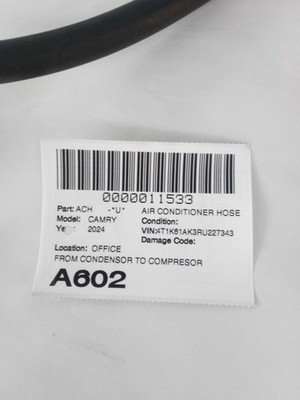 0000011533
Part: ACH -*U* AIR CONDITIONER HOSE
Model: CAMRY Condition:
Year: 2024 VIN:4T1K61AK3RU227343
Damage Code:
Location: OFFICE
FROM CONDENSOR TO COMPRESOR
A602